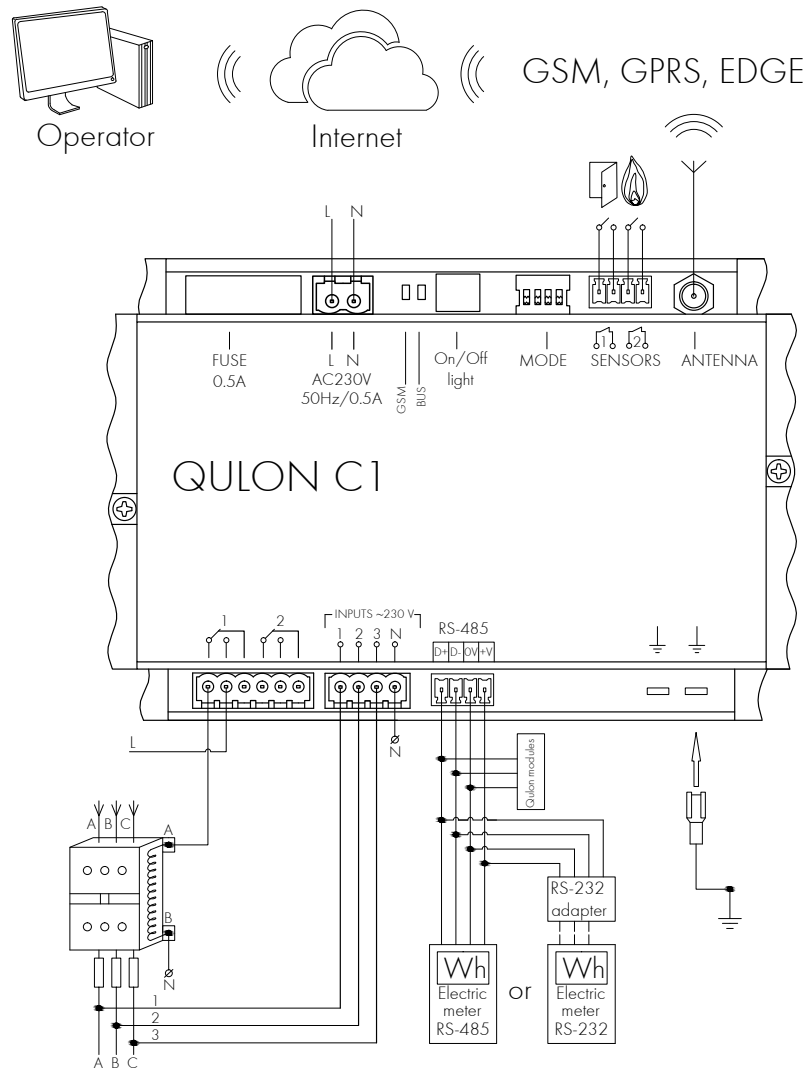 GSM, GPRS, EDGE
Operator
Internet
L N
FUSE
0.5A
L N
AC230V
50Hz/0.5A
GSM
BUS
On/Off
light
MODE
1 2
SENSORS
ANTENNA
QULON C1
1 2
INPUTS ~230 V
1 2 3 N
RS-485
D+ D- 0V +V
L
N
Qulon modules
A B C
A
B
N
RS-232
adapter
Wh
Electric
meter
RS-485
or
Wh
Electric
meter
RS-232
1
2
3
A B C